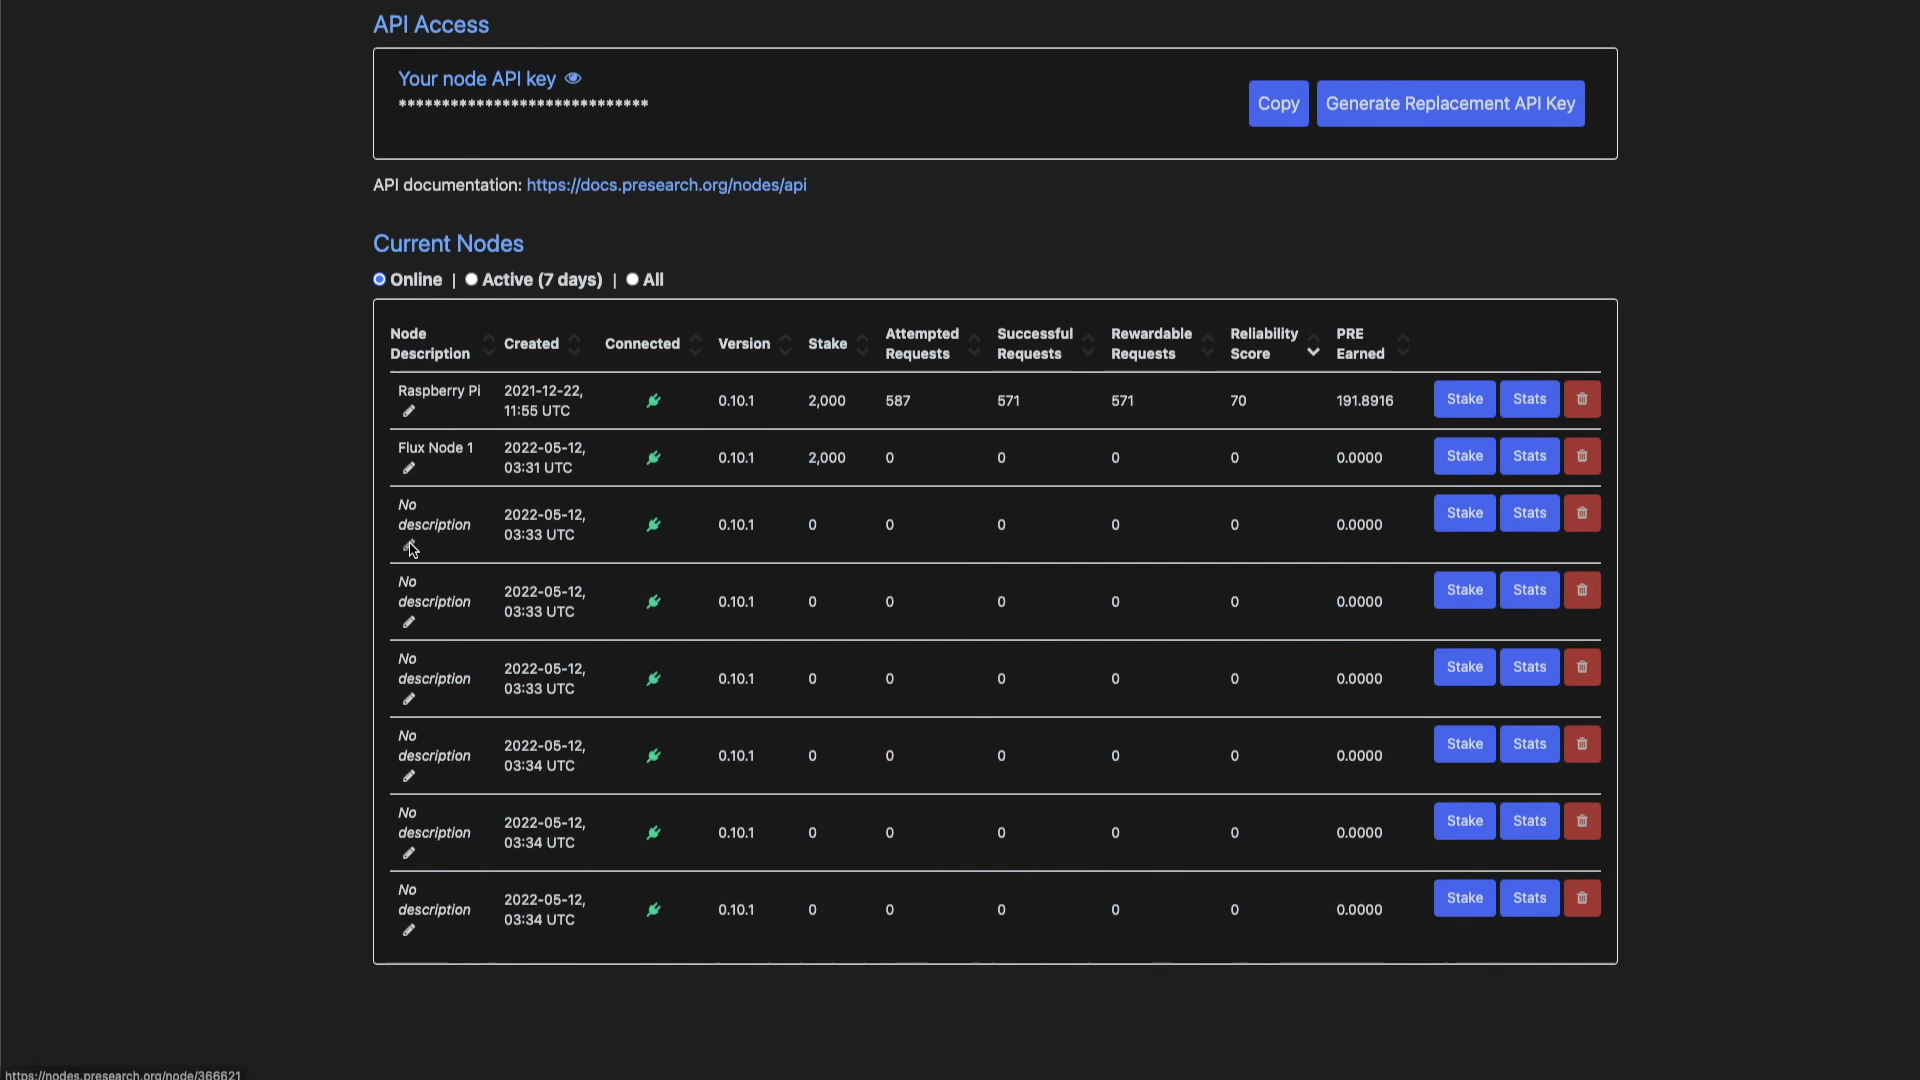 API Access
Your node API key
*****************************
Copy
Generate Replacement API Key
API documentation: https://docs.presearch.org/nodes/api
Current Nodes
Online | Active (7 days) | All
Node Description Created Connected Version Stake Attempted Requests Successful Requests Rewardable Requests Reliability Score PRE Earned
Raspberry Pi 2021-12-22, 11:55 UTC 0.10.1 2,000 587 571 571 70 191.8916 Stake Stats
Flux Node 1 2022-05-12, 03:31 UTC 0.10.1 2,000 0 0 0 0 0.0000 Stake Stats
No description 2022-05-12, 03:33 UTC 0.10.1 0 0 0 0 0 0.0000 Stake Stats
No description 2022-05-12, 03:33 UTC 0.10.1 0 0 0 0 0 0.0000 Stake Stats
No description 2022-05-12, 03:33 UTC 0.10.1 0 0 0 0 0 0.0000 Stake Stats
No description 2022-05-12, 03:34 UTC 0.10.1 0 0 0 0 0 0.0000 Stake Stats
No description 2022-05-12, 03:34 UTC 0.10.1 0 0 0 0 0 0.0000 Stake Stats
No description 2022-05-12, 03:34 UTC 0.10.1 0 0 0 0 0 0.0000 Stake Stats
https://nodes.presearch.org/node/366621